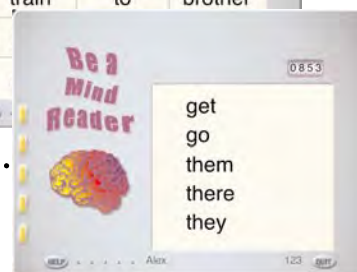 train to brother
Be a
Mind
Reader
0853
get
go
them
there
they
HELP Alex 123 QUIT